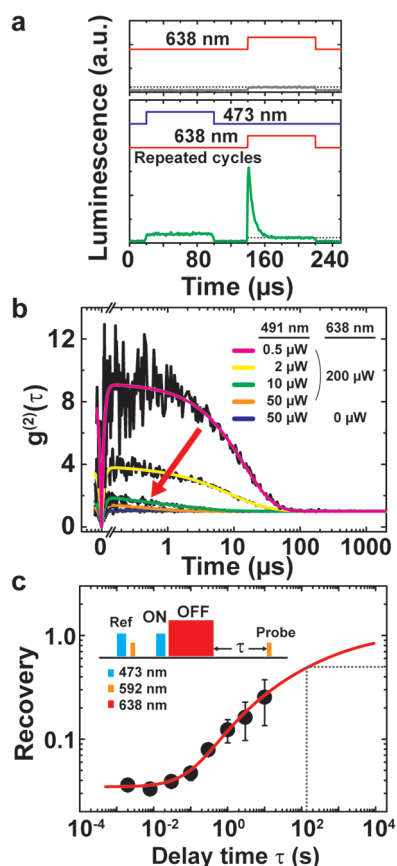 a
Luminescence (a.u.)
638 nm
473 nm
638 nm
Repeated cycles
0 80 160 240
Time (µs)
b
g(2)(τ)
12
8
4
0
491 nm 638 nm
0.5 µW
2 µW
10 µW
50 µW
200 µW
50 µW 0 µW
0 1 10 100 1000
Time (µs)
c
Recovery
1.0
0.1
Ref ON OFF Probe
τ
473 nm
592 nm
638 nm
10⁻⁴ 10⁻² 10⁰ 10² 10⁴
Delay time τ (s)